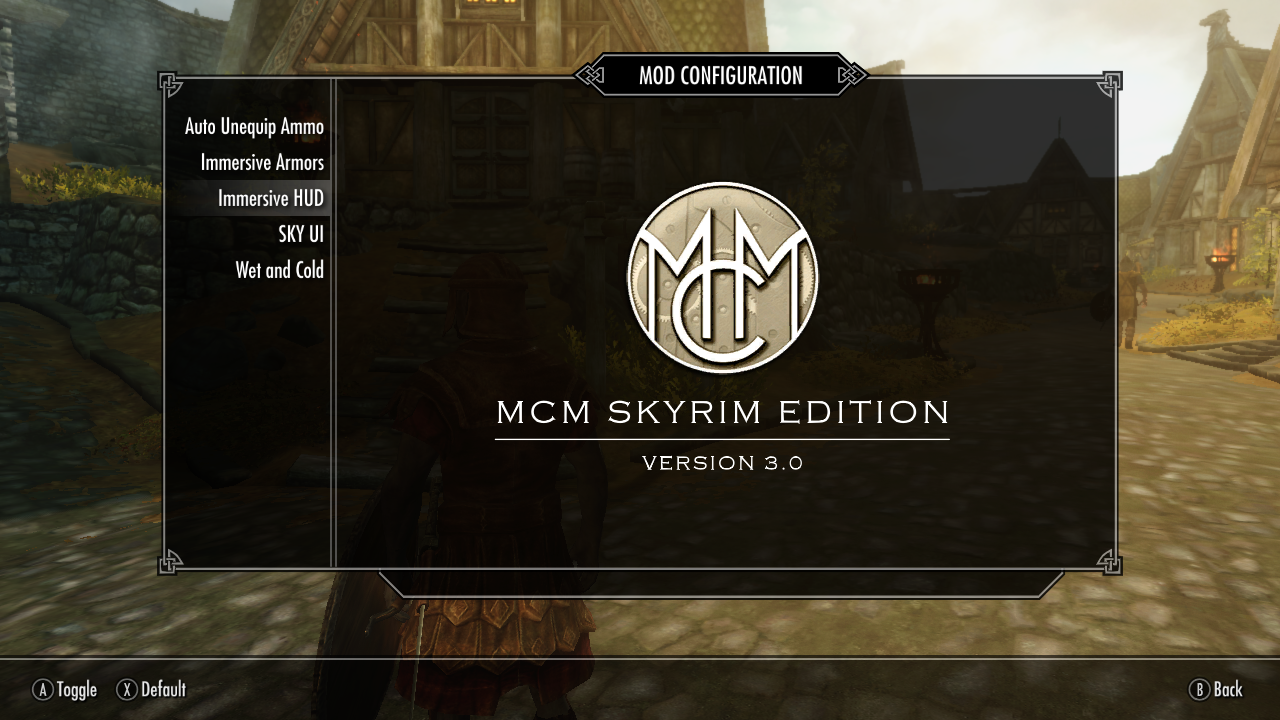 MOD CONFIGURATION
Auto Unequip Ammo
Immersive Armors
Immersive HUD
SKY UI
Wet and Cold
MCM
MCM SKYRIM EDITION
VERSION 3.0
A Toggle X Default B Back